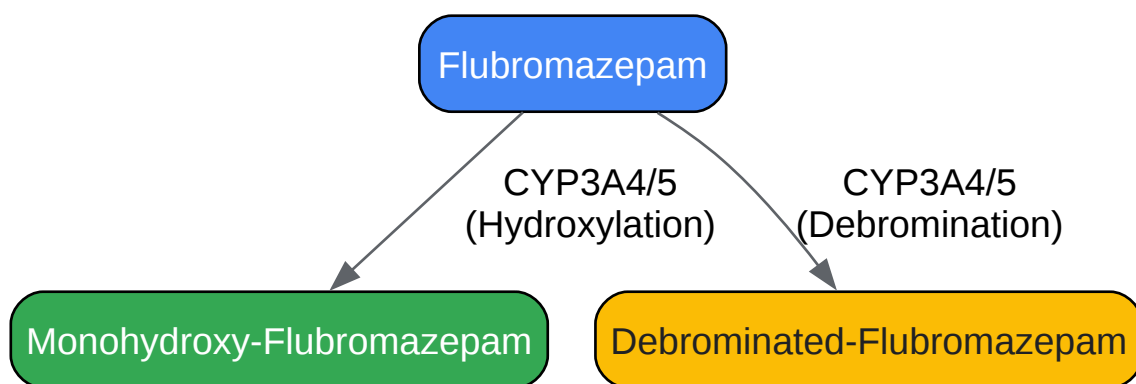 Flubromazepam
CYP3A4/5
(Hydroxylation)
CYP3A4/5
(Debromination)
Monohydroxy-Flubromazepam
Debrominated-Flubromazepam